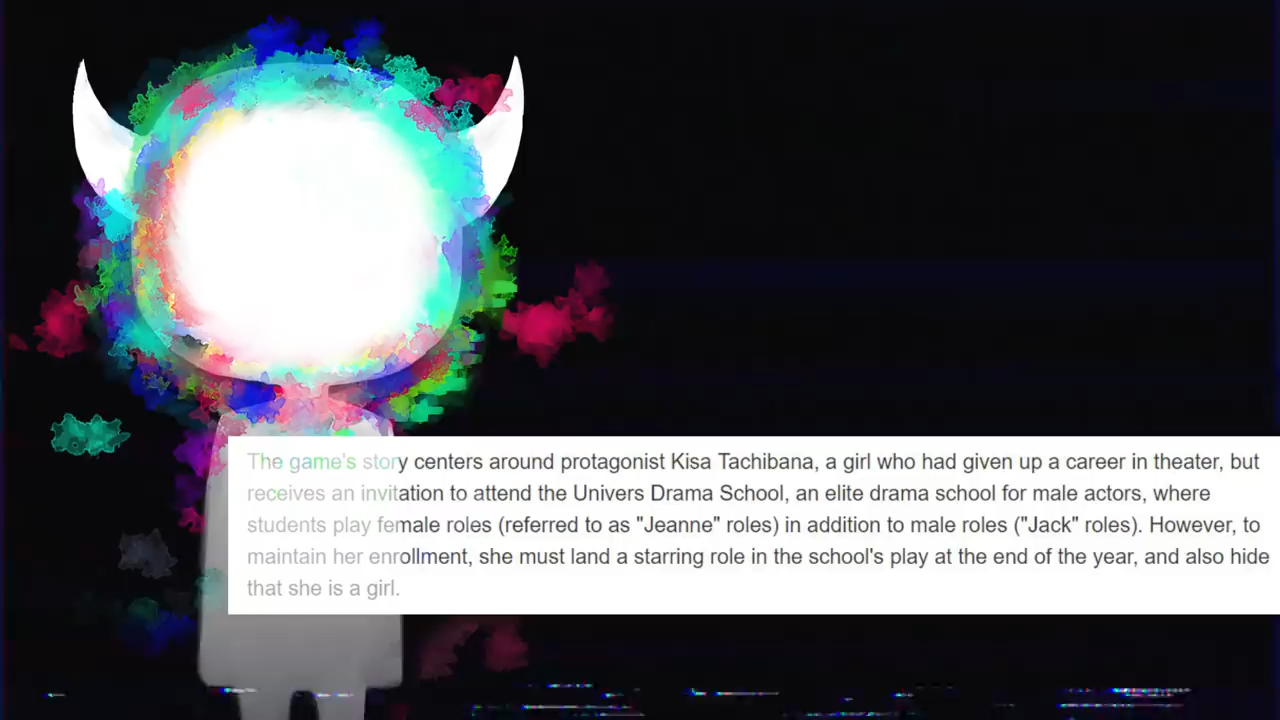 The game's story centers around protagonist Kisa Tachibana, a girl who had given up a career in theater, but
receives an invitation to attend the Univers Drama School, an elite drama school for male actors, where
students play female roles (referred to as "Jeanne" roles) in addition to male roles ("Jack" roles). However, to
maintain her enrollment, she must land a starring role in the school's play at the end of the year, and also hide
that she is a girl.